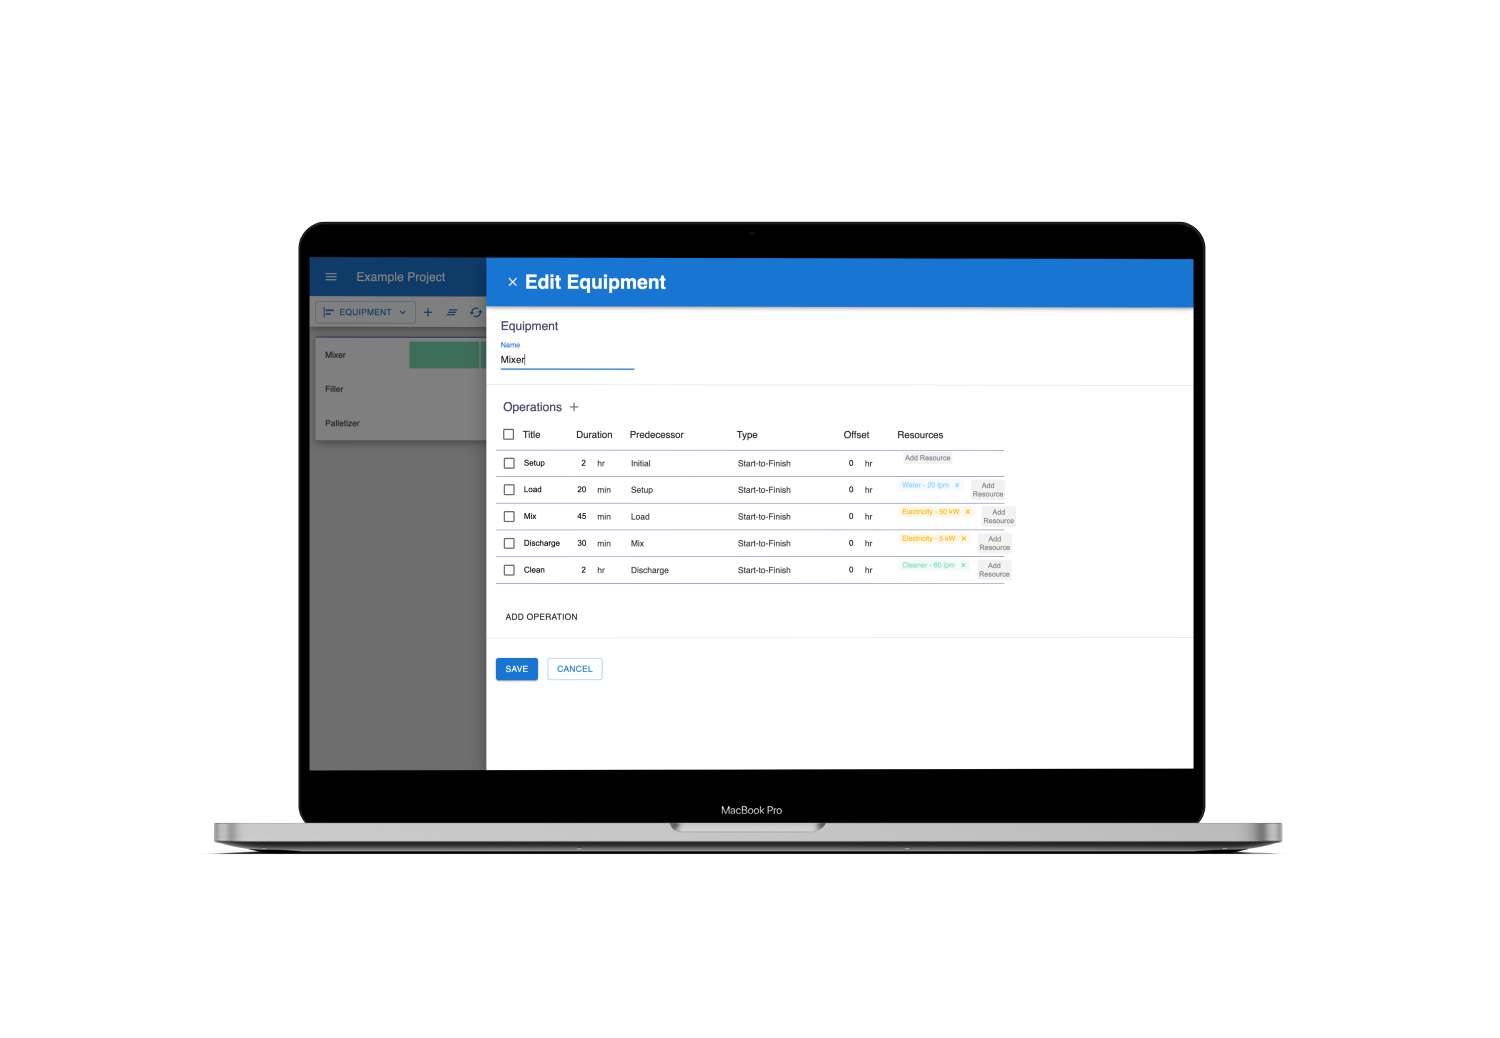 Example Project
EQUIPMENT
Mixer
Filler
Palletizer
Edit Equipment
Equipment
Name
Mixer
Operations
Title Duration Predecessor Type Offset Resources
Setup 2 hr Initial Start-to-Finish 0 hr Add Resource
Load 20 min Setup Start-to-Finish 0 hr Water - 20 lpm × Add Resource
Mix 45 min Load Start-to-Finish 0 hr Electricity - 50 kW × Add Resource
Discharge 30 min Mix Start-to-Finish 0 hr Electricity - 5 kW × Add Resource
Clean 2 hr Discharge Start-to-Finish 0 hr Cleaner - 60 lpm × Add Resource
ADD OPERATION
SAVE CANCEL
MacBook Pro